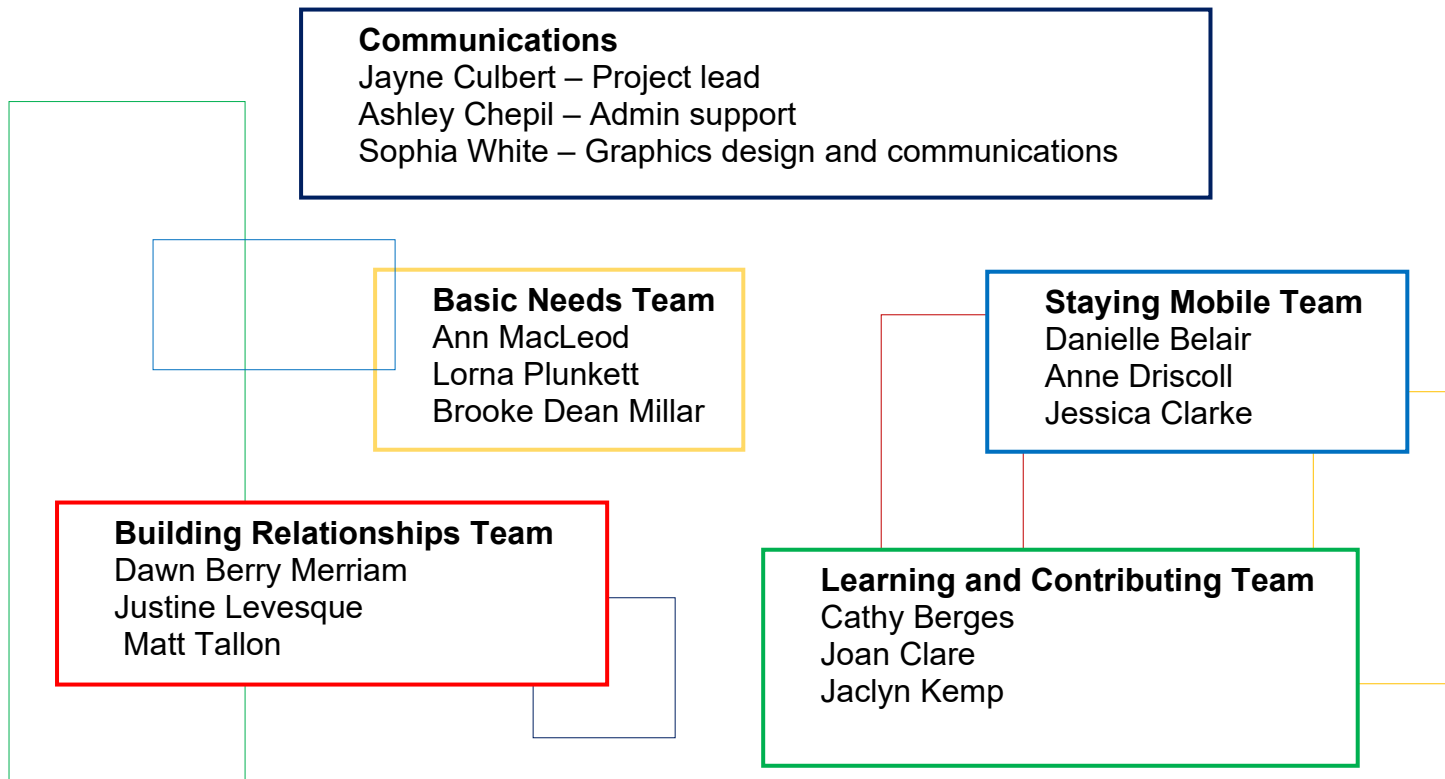 Communications
Jayne Culbert – Project lead
Ashley Chepil – Admin support
Sophia White – Graphics design and communications
Basic Needs Team
Ann MacLeod
Lorna Plunkett
Brooke Dean Millar
Staying Mobile Team
Danielle Belair
Anne Driscoll
Jessica Clarke
Building Relationships Team
Dawn Berry Merriam
Justine Levesque
Matt Tallon
Learning and Contributing Team
Cathy Berges
Joan Clare
Jaclyn Kemp